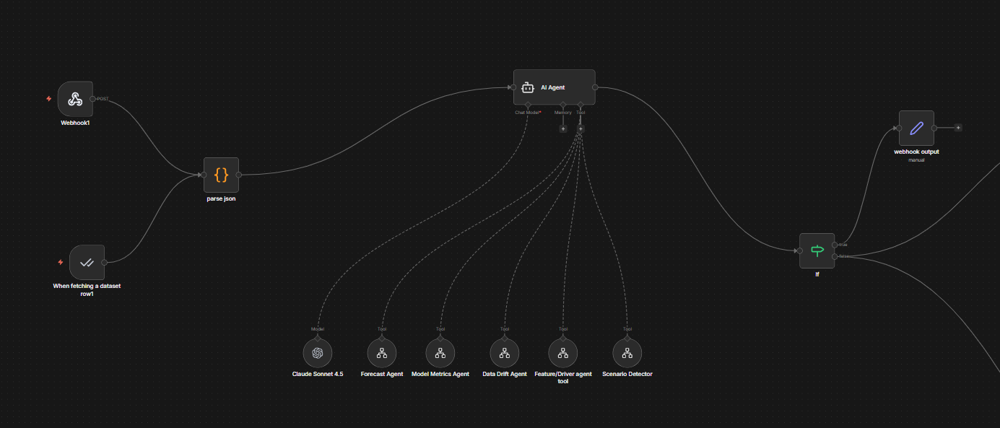 AI Agent
POST
Chat Model*
Memory
Tool
Webhook1
webhook output
manual
parse json
true
false
If
When fetching a dataset
row1
Model
Tool
Tool
Tool
Tool
Tool
Claude Sonnet 4.5
Forecast Agent
Model Metrics Agent
Data Drift Agent
Feature/Driver agent
tool
Scenario Detector